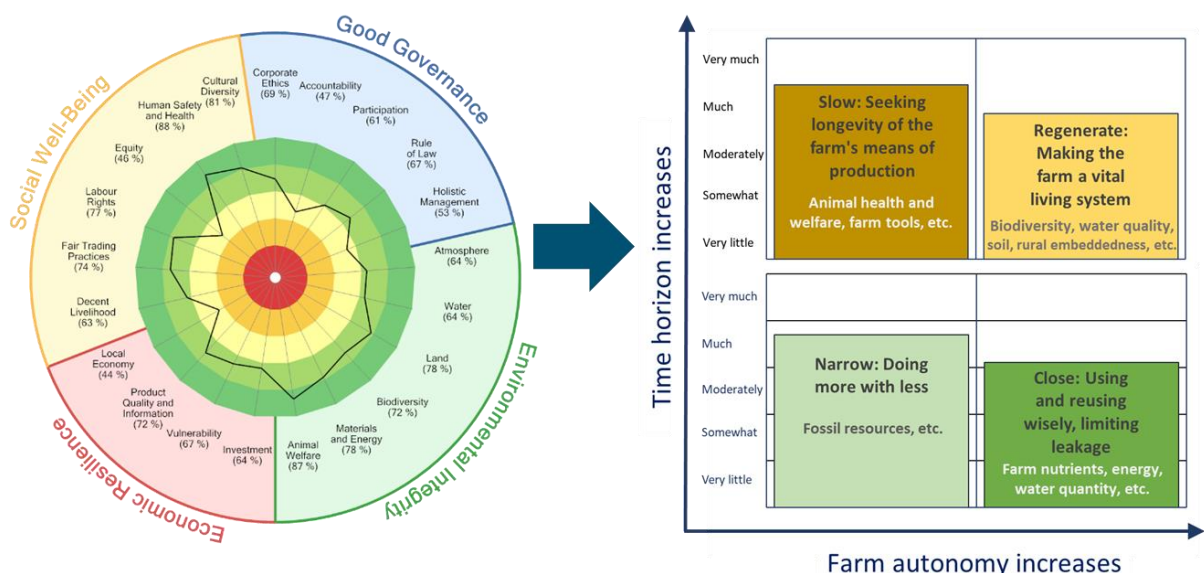 Good Governance
Corporate
Ethics
(69 %)
Accountability
(47 %)
Participation
(61 %)
Rule
of Law
(67 %)
Holistic
Management
(53 %)
Environmental Integrity
Atmosphere
(64 %)
Water
(64 %)
Land
(78 %)
Biodiversity
(72 %)
Materials
and Energy
(78 %)
Animal
Welfare
(87 %)
Economic Resilience
Investment
(64 %)
Vulnerability
(67 %)
Product
Quality and
Information
(72 %)
Local
Economy
(44 %)
Social Well-Being
Decent
Livelihood
(63 %)
Fair Trading
Practices
(74 %)
Labour
Rights
(77 %)
Equity
(46 %)
Human Safety
and Health
(88 %)
Cultural
Diversity
(81 %)
Time horizon increases
Very much
Much
Moderately
Somewhat
Very little
Slow: Seeking
longevity of the
farm's means of
production
Animal health and
welfare, farm tools, etc.
Regenerate:
Making the
farm a vital
living system
Biodiversity, water quality,
soil, rural embeddedness, etc.
Very much
Much
Moderately
Somewhat
Very little
Narrow: Doing
more with less
Fossil resources, etc.
Close: Using
and reusing
wisely, limiting
leakage
Farm nutrients, energy,
water quantity, etc.
Farm autonomy increases